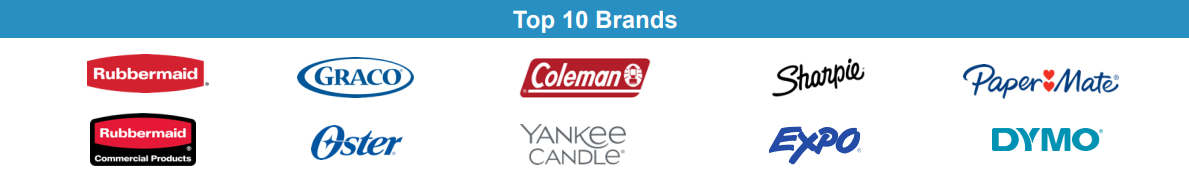 Top 10 Brands
Rubbermaid®
GRACO®
Coleman®
Sharpie®
Paper Mate®
Rubbermaid®
Commercial Products
Oster®
YANKEE
CANDLE®
EXPO®
DYMO®